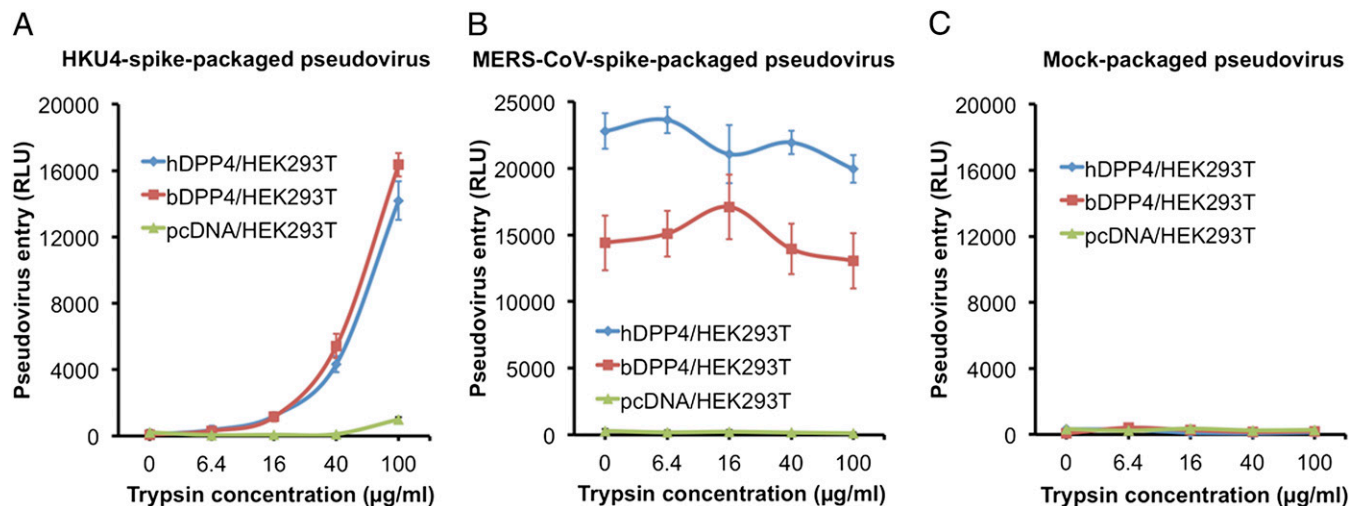 A
HKU4-spike-packaged pseudovirus
Pseudovirus entry (RLU)
20000
16000
12000
8000
4000
0
hDPP4/HEK293T
bDPP4/HEK293T
pcDNA/HEK293T
0 6.4 16 40 100
Trypsin concentration (µg/ml)
B
MERS-CoV-spike-packaged pseudovirus
Pseudovirus entry (RLU)
25000
20000
15000
10000
5000
0
hDPP4/HEK293T
bDPP4/HEK293T
pcDNA/HEK293T
0 6.4 16 40 100
Trypsin concentration (µg/ml)
C
Mock-packaged pseudovirus
Pseudovirus entry (RLU)
20000
16000
12000
8000
4000
0
hDPP4/HEK293T
bDPP4/HEK293T
pcDNA/HEK293T
0 6.4 16 40 100
Trypsin concentration (µg/ml)